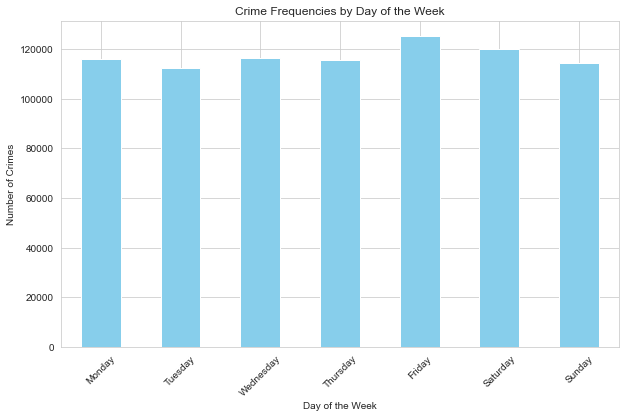 Crime Frequencies by Day of the Week
Number of Crimes
120000
100000
80000
60000
40000
20000
0
Monday
Tuesday
Wednesday
Thursday
Friday
Saturday
Sunday
Day of the Week